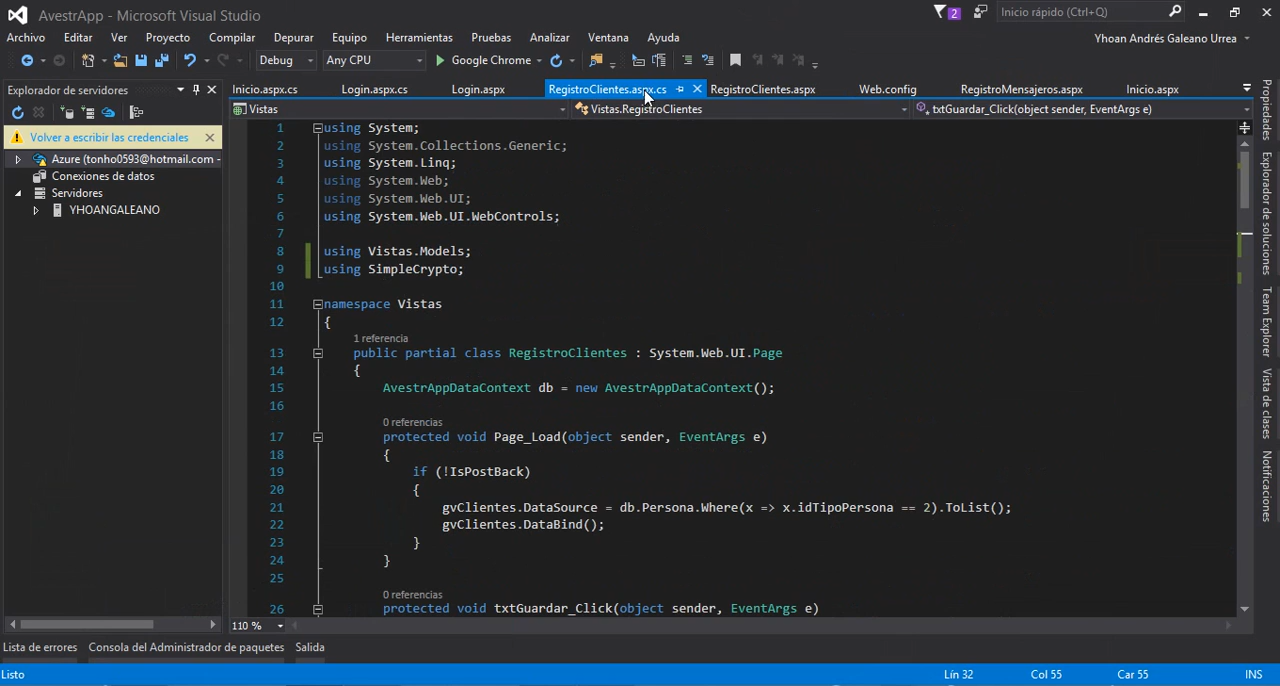 AvestrApp - Microsoft Visual Studio
2
Inicio rápido (Ctrl+Q)
Archivo Editar Ver Proyecto Compilar Depurar Equipo Herramientas Pruebas Analizar Ventana Ayuda
Yhoan Andrés Galeano Urrea
Debug Any CPU Google Chrome
Explorador de servidores
Volver a escribir las credenciales
Azure (tonho0593@hotmail.com -
Conexiones de datos
Servidores
YHOANGALEANO
Inicio.aspx.cs Login.aspx.cs Login.aspx RegistroClientes.aspx.cs RegistroClientes.aspx Web.config RegistroMensajeros.aspx Inicio.aspx
Vistas Vistas.RegistroClientes txtGuardar_Click(object sender, EventArgs e)
1 using System;
2 using System.Collections.Generic;
3 using System.Linq;
4 using System.Web;
5 using System.Web.UI;
6 using System.Web.UI.WebControls;
7
8 using Vistas.Models;
9 using SimpleCrypto;
10
11 namespace Vistas
12 {
1 referencia
13 public partial class RegistroClientes : System.Web.UI.Page
14 {
15 AvestrAppDataContext db = new AvestrAppDataContext();
16
0 referencias
17 protected void Page_Load(object sender, EventArgs e)
18 {
19 if (!IsPostBack)
20 {
21 gvClientes.DataSource = db.Persona.Where(x => x.idTipoPersona == 2).ToList();
22 gvClientes.DataBind();
23 }
24 }
25
0 referencias
26 protected void txtGuardar_Click(object sender, EventArgs e)
110 %
Propiedades
Explorador de soluciones
Team Explorer
Vista de clases
Notificaciones
Lista de errores Consola del Administrador de paquetes Salida
Listo Lín 32 Col 55 Car 55 INS